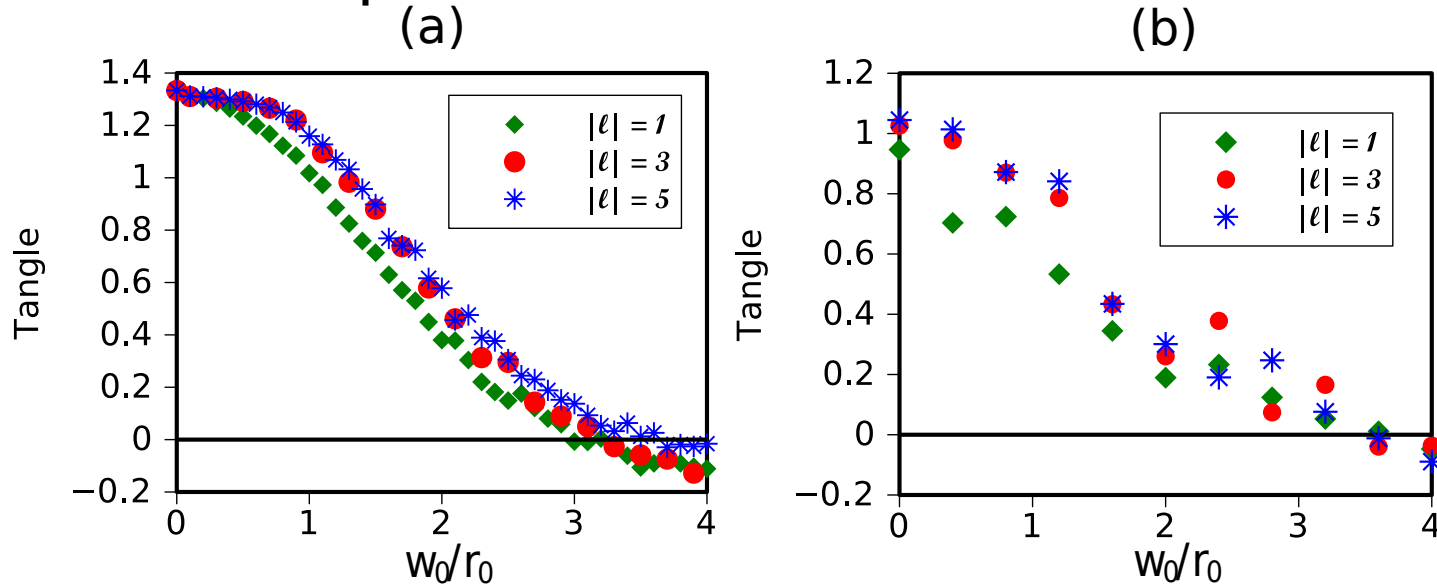 (a)
(b)
1.4
1.2
1
0.8
0.6
0.4
0.2
0
−0.2
Tangle
|ℓ| = 1
|ℓ| = 3
|ℓ| = 5
0 1 2 3 4
w₀/r₀
1.2
1
0.8
0.6
0.4
0.2
0
−0.2
Tangle
|ℓ| = 1
|ℓ| = 3
|ℓ| = 5
0 1 2 3 4
w₀/r₀